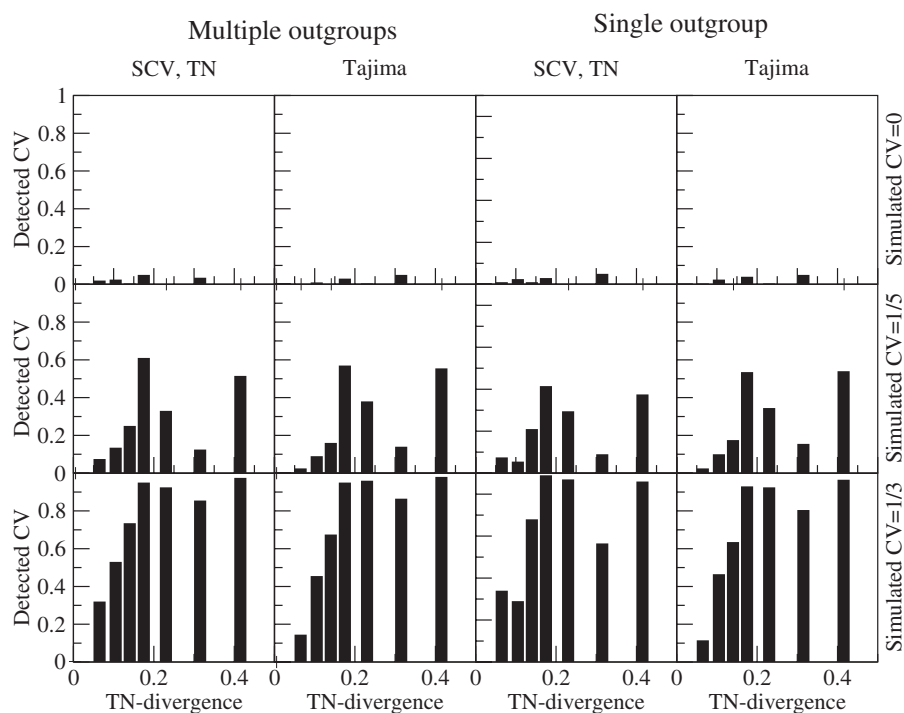 Multiple outgroups Single outgroup
SCV, TN Tajima SCV, TN Tajima
1
0.8
0.6
0.4
0.2
0
Detected CV
Simulated CV=0
0.8
0.6
0.4
0.2
0
Detected CV
Simulated CV=1/5
0.8
0.6
0.4
0.2
0
Detected CV
Simulated CV=1/3
0 0.2 0.4 0 0.2 0.4 0 0.2 0.4 0 0.2 0.4
TN-divergence TN-divergence TN-divergence TN-divergence